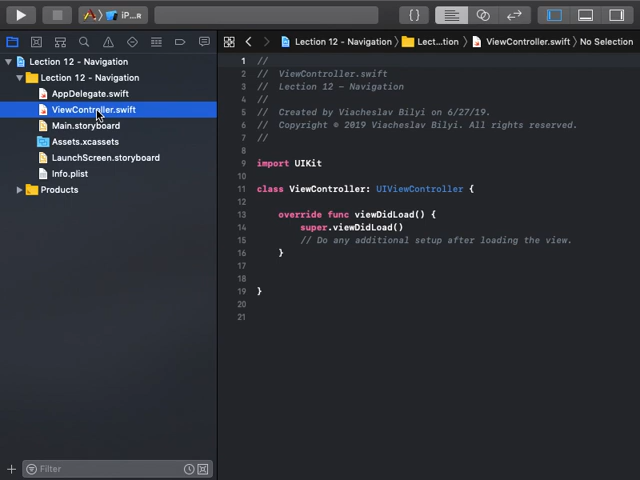 iP...R
Lection 12 - Navigation
Lection 12 - Navigation
AppDelegate.swift
ViewController.swift
Main.storyboard
Assets.xcassets
LaunchScreen.storyboard
Info.plist
Products
Filter
Lection 12 - Navigation
Lect...tion
ViewController.swift
No Selection
1 //
2 //  ViewController.swift
3 //  Lection 12 - Navigation
4 //
5 //  Created by Viacheslav Bilyi on 6/27/19.
6 //  Copyright © 2019 Viacheslav Bilyi. All rights reserved.
7 //
8
9 import UIKit
10
11 class ViewController: UIViewController {
12
13     override func viewDidLoad() {
14         super.viewDidLoad()
15         // Do any additional setup after loading the view.
16     }
17
18
19 }
20
21